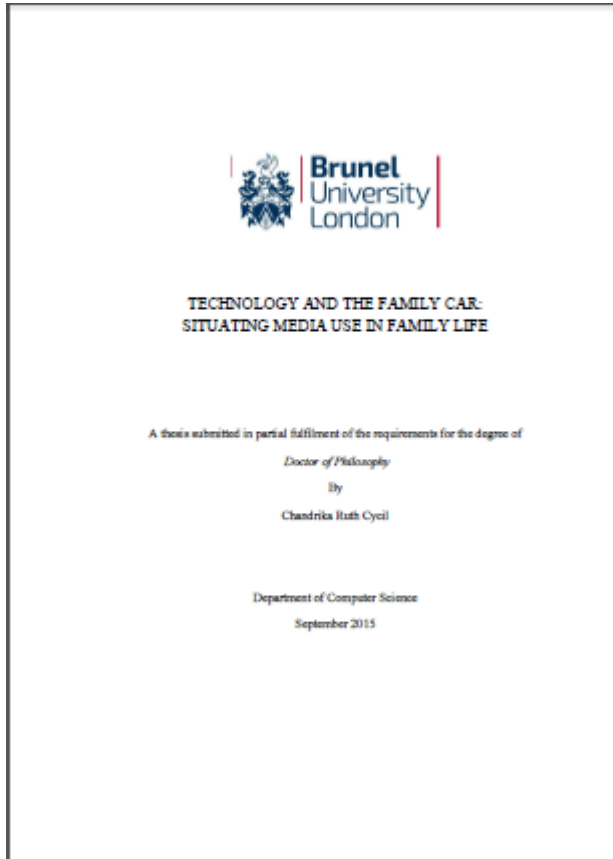 Brunel
University
London
TECHNOLOGY AND THE FAMILY CAR:
SITUATING MEDIA USE IN FAMILY LIFE
A thesis submitted in partial fulfilment of the requirements for the degree of
Doctor of Philosophy
By
Chandrika Ruth Cycil
Department of Computer Science
September 2015